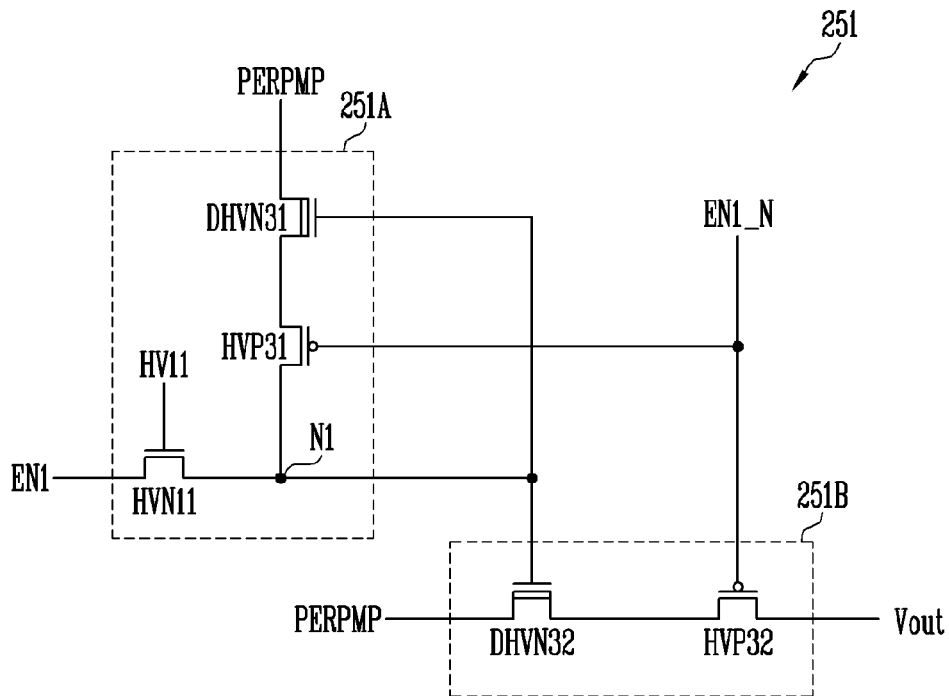 251
PERPMP
251A
DHVN31
EN1_N
HVP31
HV11
N1
EN1
HVN11
251B
PERPMP
DHVN32
HVP32
Vout